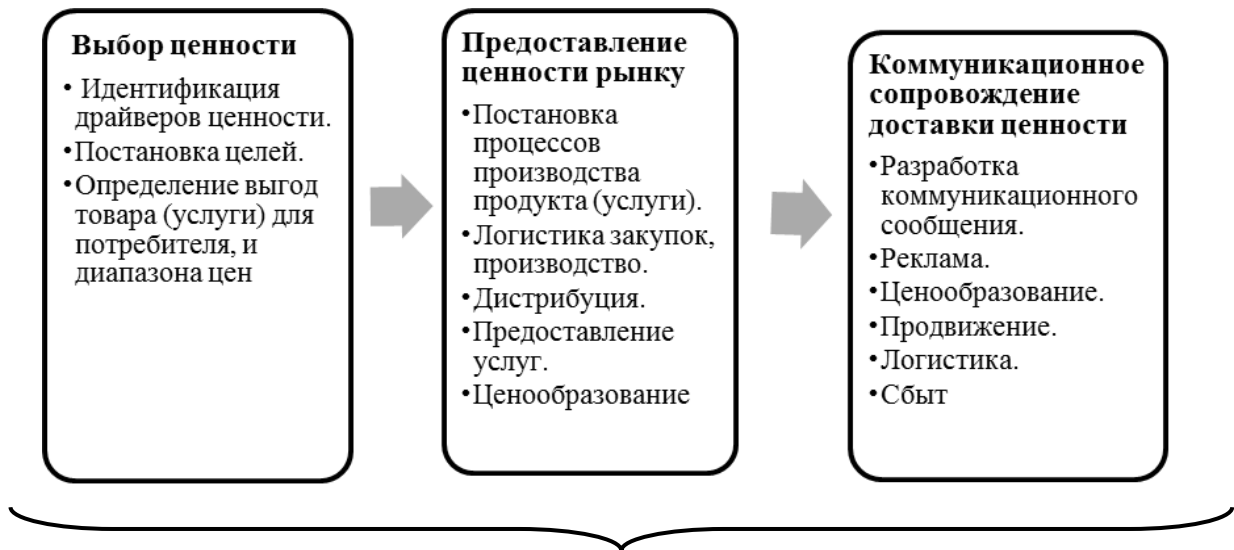 Выбор ценности
• Идентификация
драйверов ценности.
•Постановка целей.
•Определение выгод
товара (услуги) для
потребителя, и
диапазона цен
Предоставление
ценности рынку
•Постановка
процессов
производства
продукта (услуги).
•Логистика закупок,
производство.
•Дистрибуция.
•Предоставление
услуг.
•Ценообразование
Коммуникационное
сопровождение
доставки ценности
•Разработка
коммуникационного
сообщения.
•Реклама.
•Ценообразование.
•Продвижение.
•Логистика.
•Сбыт